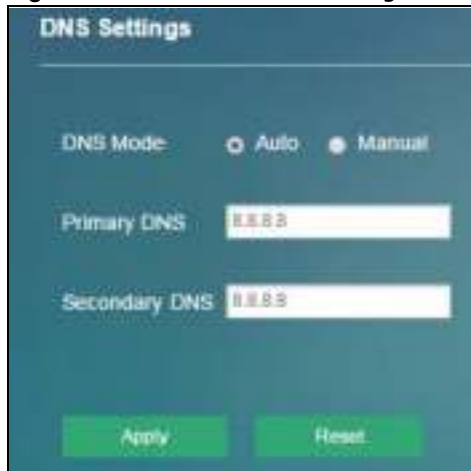 DNS Settings
DNS Mode Auto Manual
Primary DNS 8.8.8.8
Secondary DNS 8.8.8.8
Apply Reset